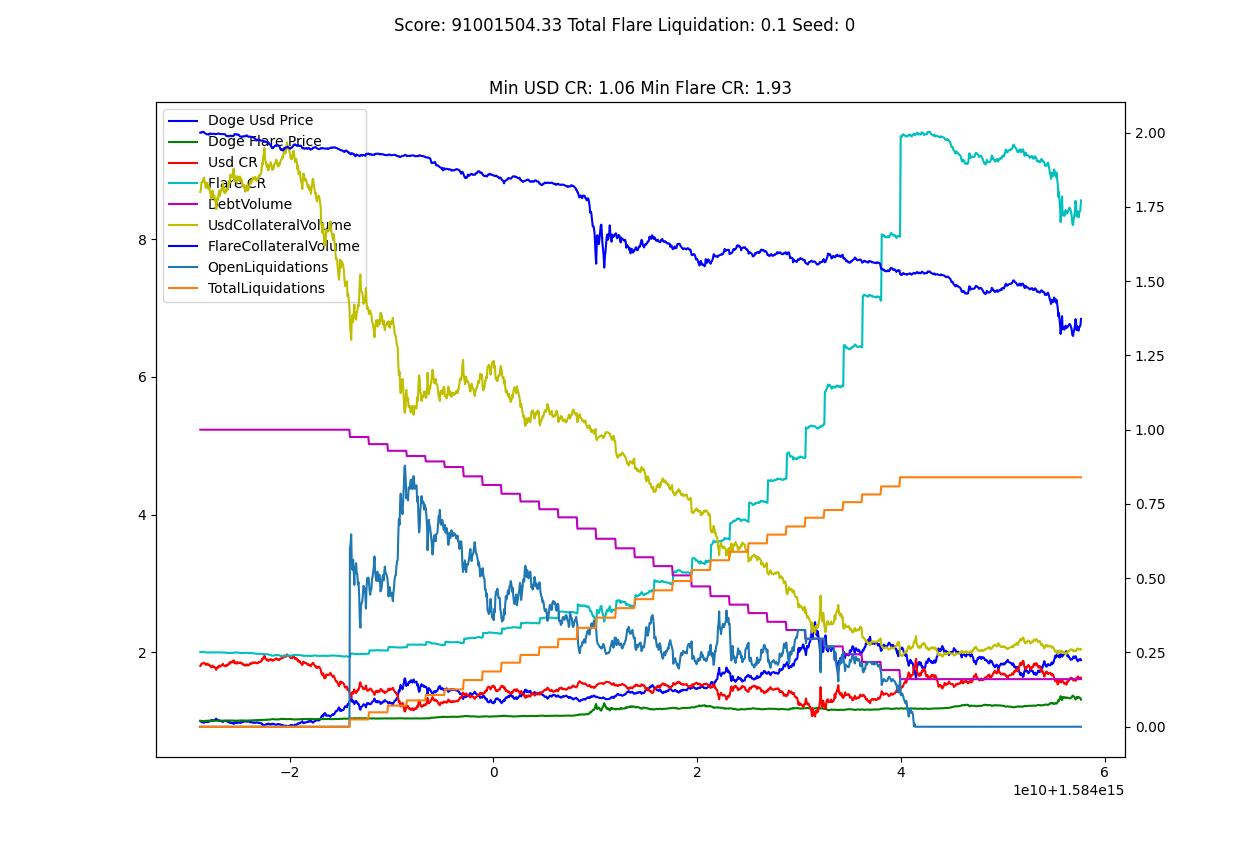 Score: 91001504.33 Total Flare Liquidation: 0.1 Seed: 0
Min USD CR: 1.06 Min Flare CR: 1.93
Doge Usd Price
Doge Flare Price
Usd CR
Flare CR
DebtVolume
UsdCollateralVolume
FlareCollateralVolume
OpenLiquidations
TotalLiquidations
8
6
4
2
2.00
1.75
1.50
1.25
1.00
0.75
0.50
0.25
0.00
−2 0 2 4 6
1e10+1.584e15